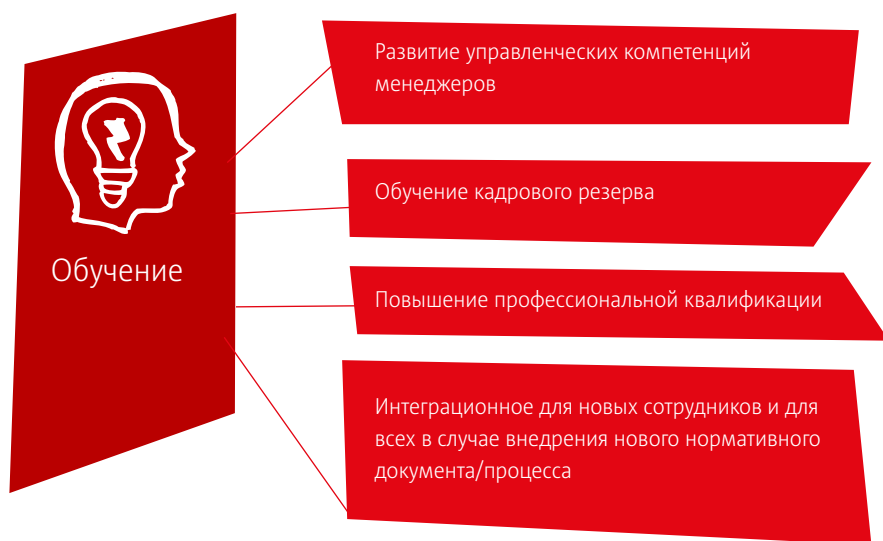 Обучение
Развитие управленческих компетенций
менеджеров
Обучение кадрового резерва
Повышение профессиональной квалификации
Интеграционное для новых сотрудников и для
всех в случае внедрения нового нормативного
документа/процесса